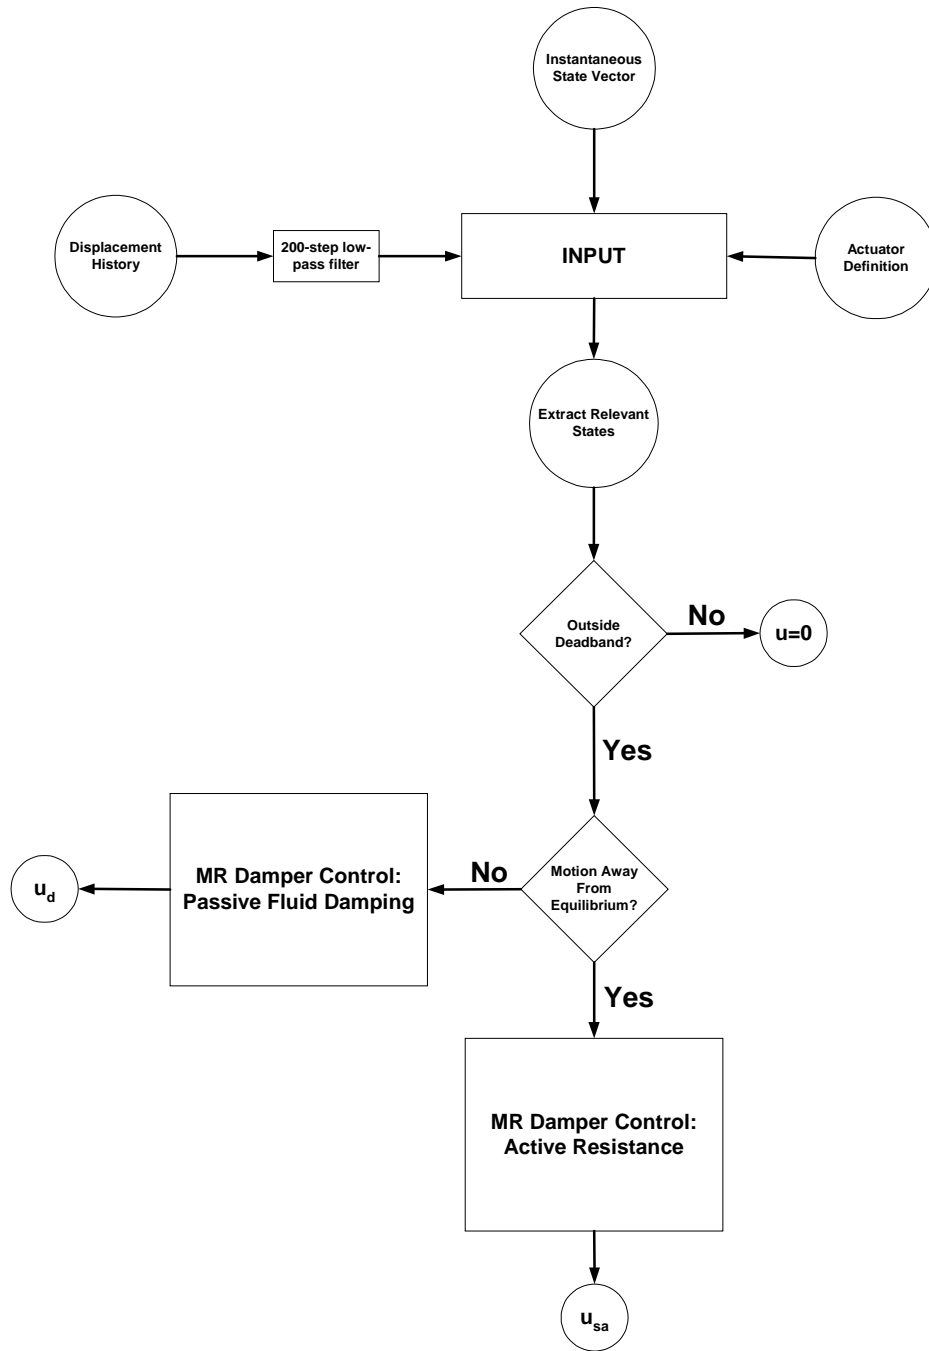 Instantaneous
State Vector
Displacement
History
200-step low-
pass filter
INPUT
Actuator
Definition
Extract Relevant
States
Outside
Deadband?
No
u=0
Yes
MR Damper Control:
Passive Fluid Damping
u_d
No
Motion Away
From
Equilibrium?
Yes
MR Damper Control:
Active Resistance
u_sa